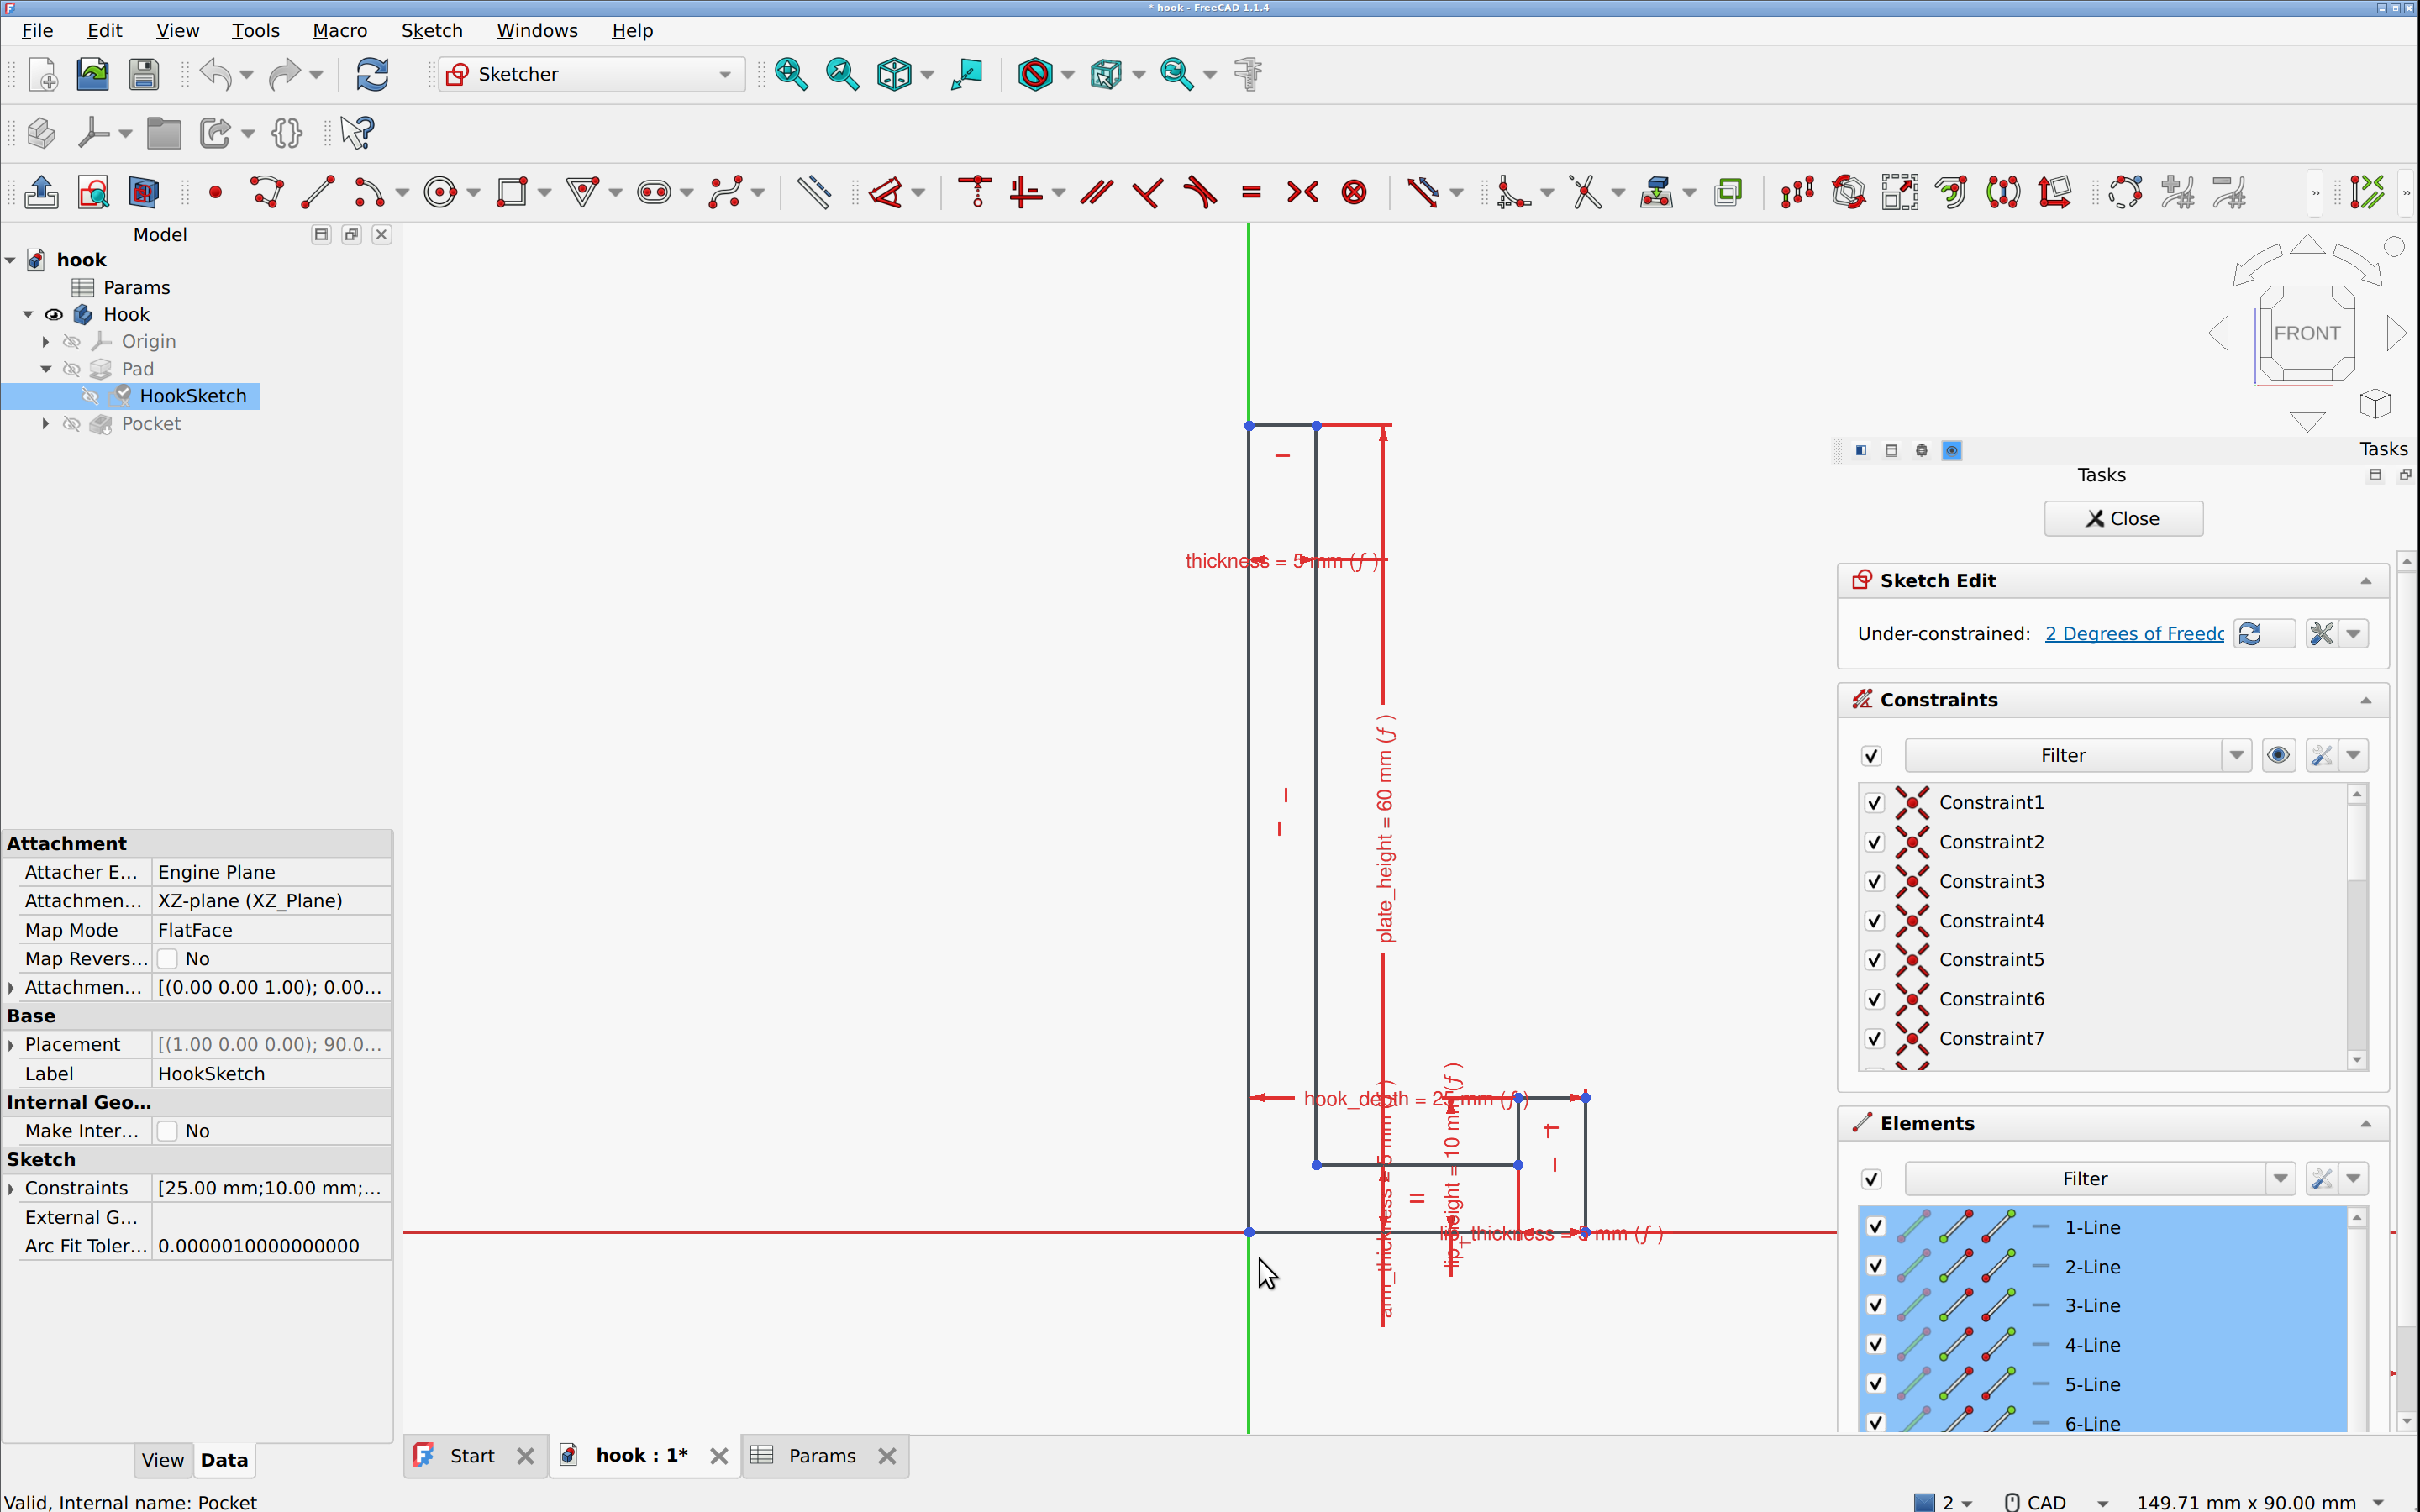 * hook - FreeCAD 1.1.4
File Edit View Tools Macro Sketch Windows Help
Sketcher
Model
hook
Params
Hook
Origin
Pad
HookSketch
Pocket
FRONT
thickness = 5 mm (ƒ)
plate_height = 60 mm (ƒ)
hook_depth = 25 mm (ƒ)
arm_thickness = 5 mm (ƒ)
lip_height = 10 mm (ƒ)
lip_thickness = 5 mm (ƒ)
Tasks
Tasks
Close
Sketch Edit
Under-constrained: 2 Degrees of Freedo
Constraints
Filter
Constraint1
Constraint2
Constraint3
Constraint4
Constraint5
Constraint6
Constraint7
Elements
Filter
1-Line
2-Line
3-Line
4-Line
5-Line
6-Line
Attachment
Attacher E... Engine Plane
Attachmen... XZ-plane (XZ_Plane)
Map Mode FlatFace
Map Revers... No
Attachmen... [(0.00 0.00 1.00); 0.00...
Base
Placement [(1.00 0.00 0.00); 90.0...
Label HookSketch
Internal Geo...
Make Inter... No
Sketch
Constraints [25.00 mm;10.00 mm;...
External G...
Arc Fit Toler... 0.0000010000000000
View Data
Start hook : 1* Params
Valid, Internal name: Pocket
2 CAD 149.71 mm x 90.00 mm